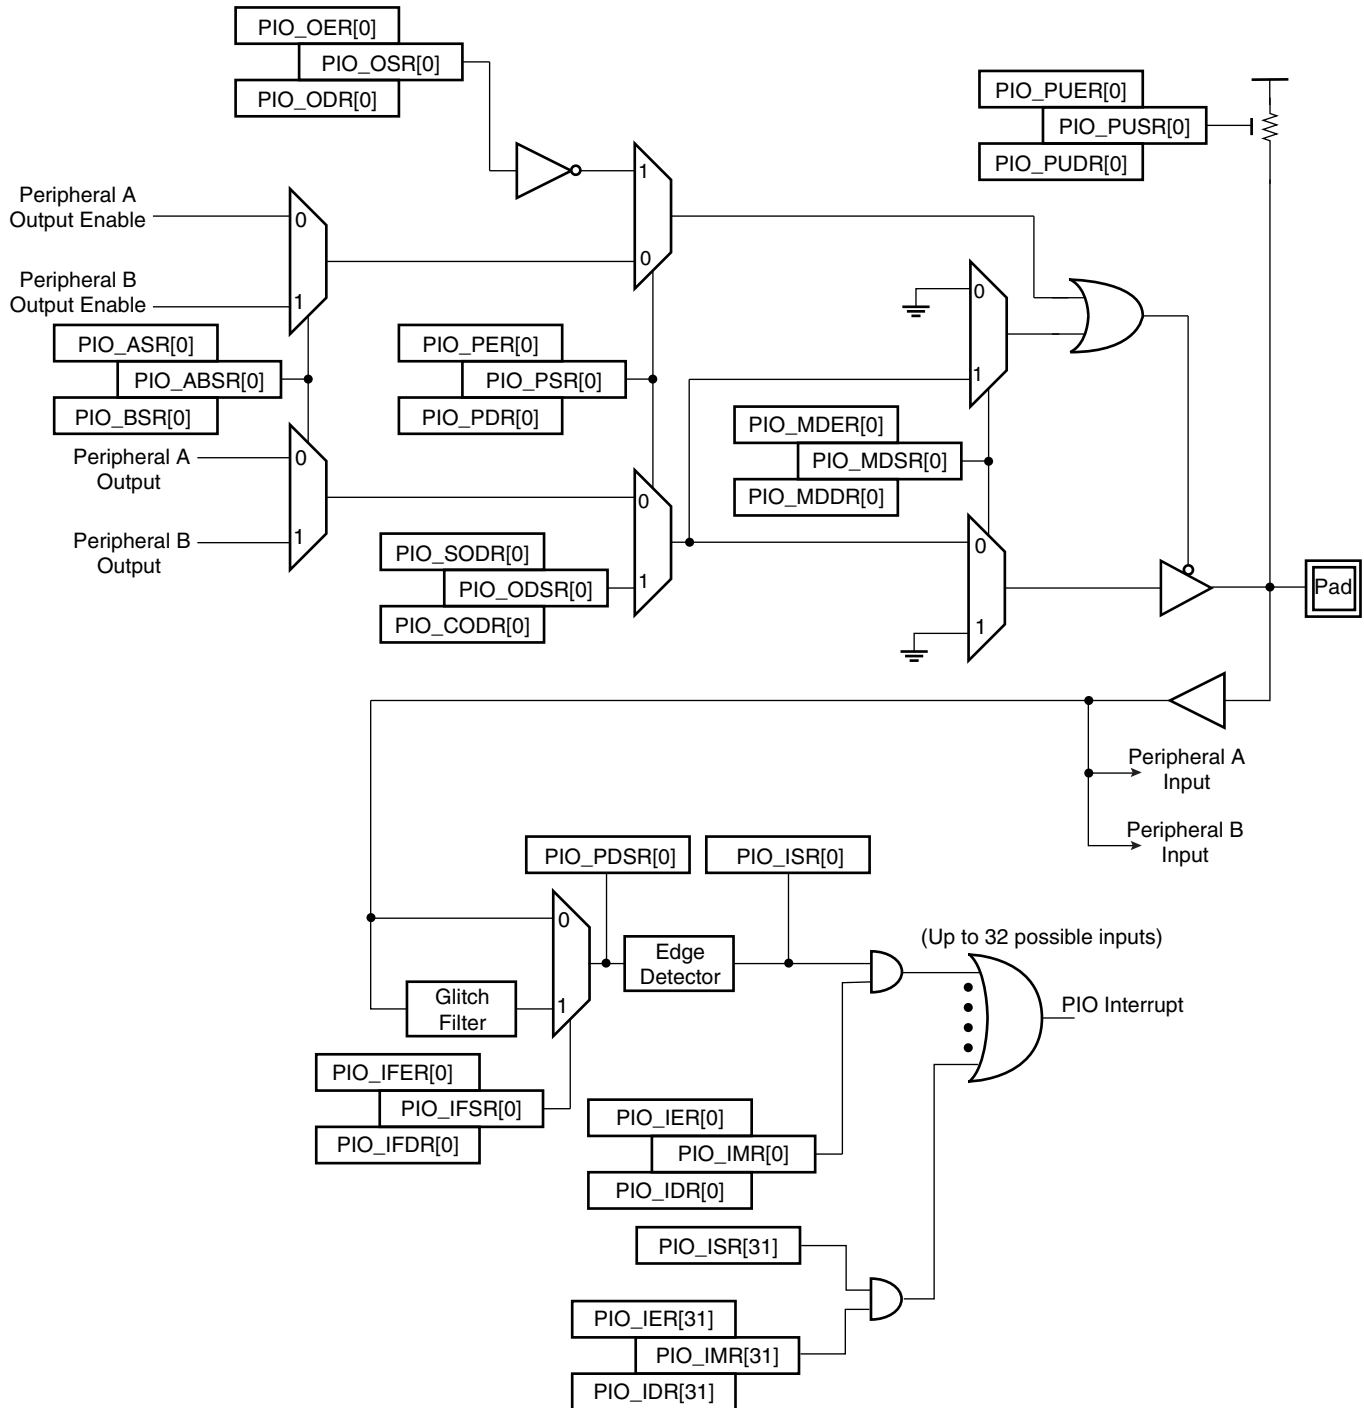 PIO_OER[0]
PIO_OSR[0]
PIO_ODR[0]
PIO_PUER[0]
PIO_PUSR[0]
PIO_PUDR[0]
1
0
Peripheral A
Output Enable
0
Peripheral B
Output Enable
1
PIO_ASR[0]
PIO_ABSR[0]
PIO_BSR[0]
PIO_PER[0]
PIO_PSR[0]
PIO_PDR[0]
0
1
PIO_MDER[0]
PIO_MDSR[0]
PIO_MDDR[0]
Peripheral A
Output
0
Peripheral B
Output
1
0
1
PIO_SODR[0]
PIO_ODSR[0]
PIO_CODR[0]
0
1
Pad
Peripheral A
Input
Peripheral B
Input
PIO_PDSR[0]
PIO_ISR[0]
0
1
Glitch
Filter
Edge
Detector
(Up to 32 possible inputs)
PIO Interrupt
PIO_IFER[0]
PIO_IFSR[0]
PIO_IFDR[0]
PIO_IER[0]
PIO_IMR[0]
PIO_IDR[0]
PIO_ISR[31]
PIO_IER[31]
PIO_IMR[31]
PIO_IDR[31]